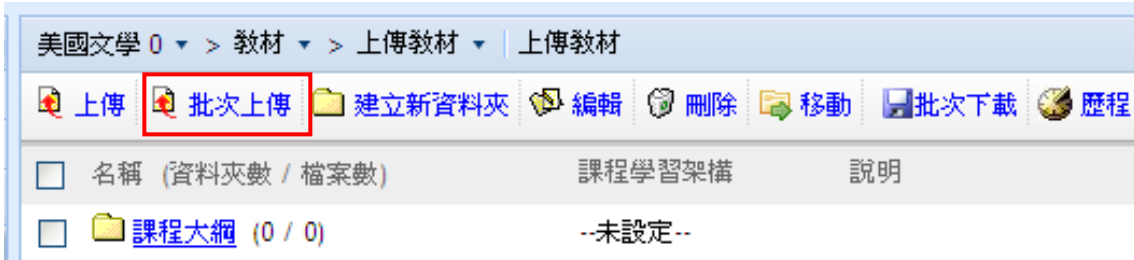 美國文學 0 ▾ > 教材 ▾ > 上傳教材 ▾ | 上傳教材
上傳 批次上傳 建立新資料夾 編輯 刪除 移動 批次下載 歷程
名稱 (資料夾數 / 檔案數) 課程學習架構 說明
課程大綱 (0 / 0) --未設定--